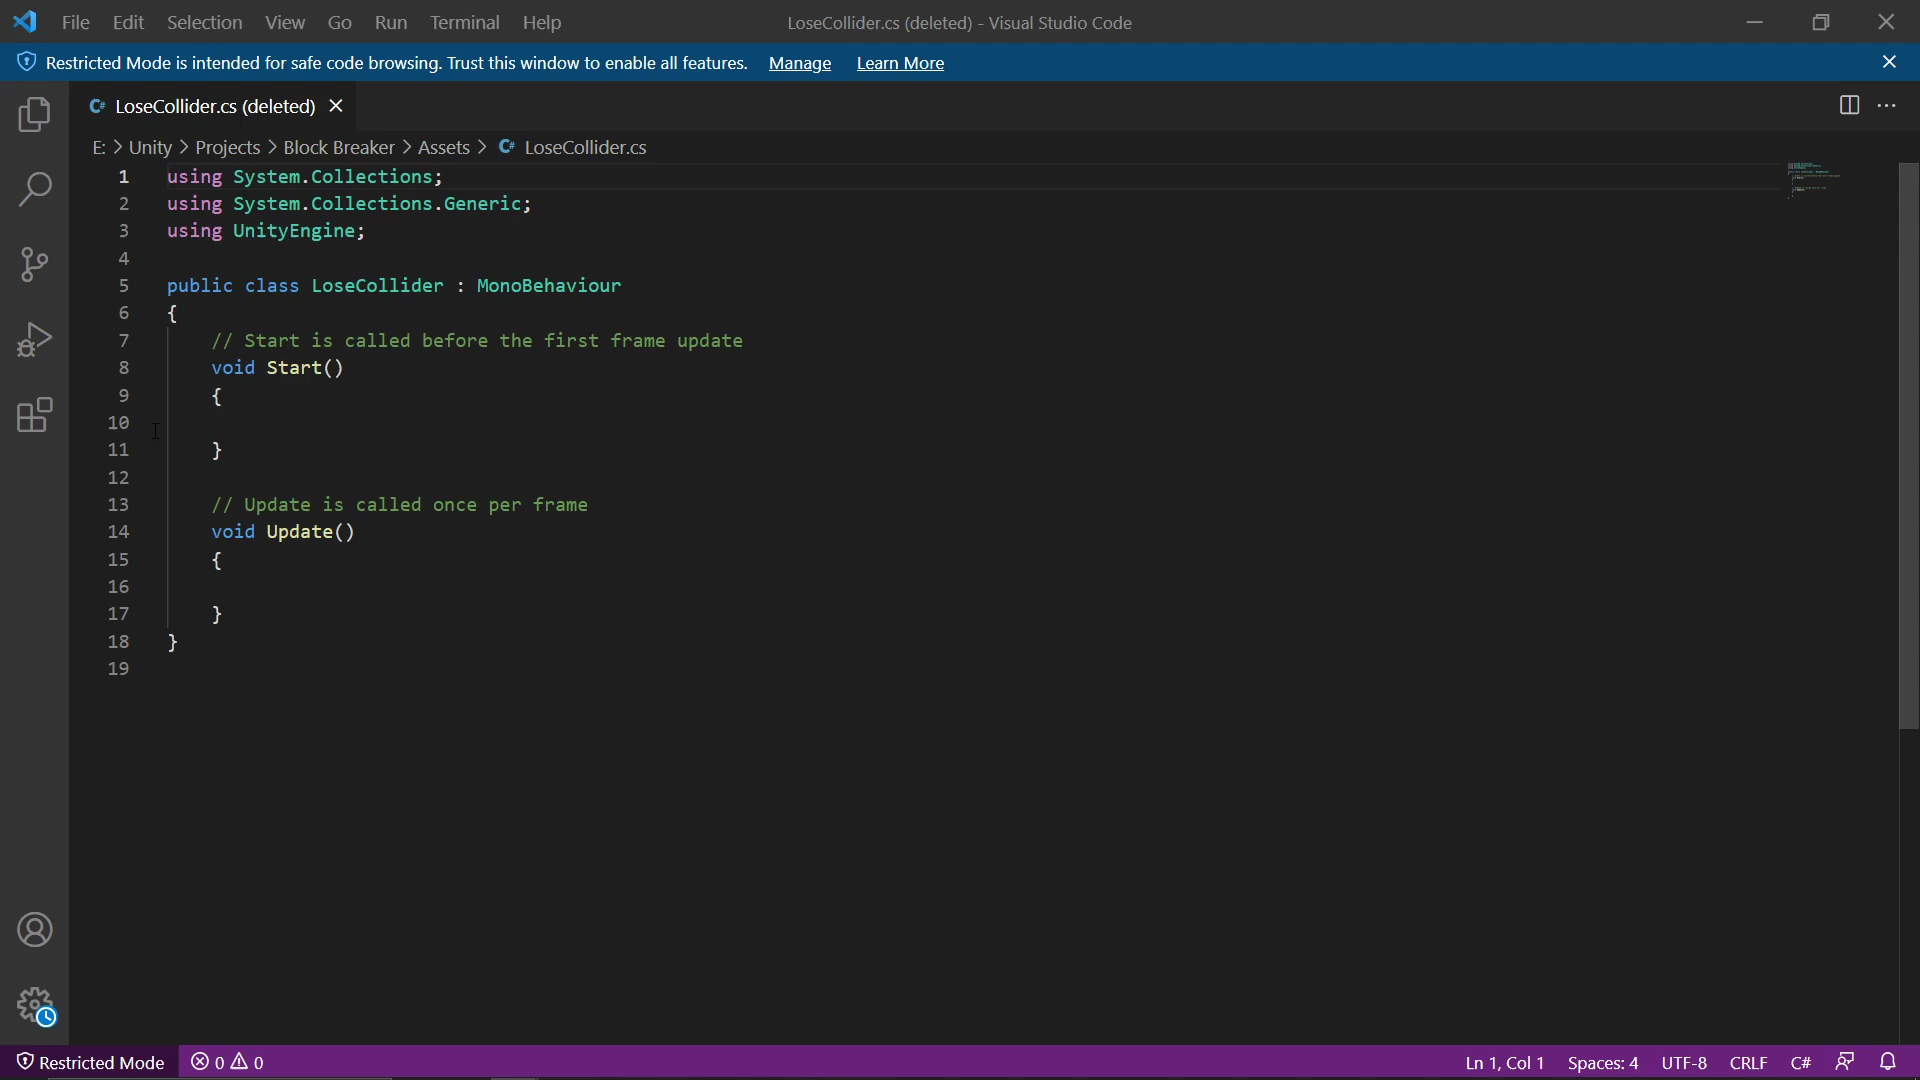 File Edit Selection View Go Run Terminal Help LoseCollider.cs (deleted) - Visual Studio Code
Restricted Mode is intended for safe code browsing. Trust this window to enable all features. Manage Learn More
C# LoseCollider.cs (deleted)
E: > Unity > Projects > Block Breaker > Assets > C# LoseCollider.cs
1 using System.Collections;
2 using System.Collections.Generic;
3 using UnityEngine;
4
5 public class LoseCollider : MonoBehaviour
6 {
7     // Start is called before the first frame update
8     void Start()
9     {
10
11     }
12
13     // Update is called once per frame
14     void Update()
15     {
16
17     }
18 }
19
Restricted Mode 0 0 Ln 1, Col 1 Spaces: 4 UTF-8 CRLF C#